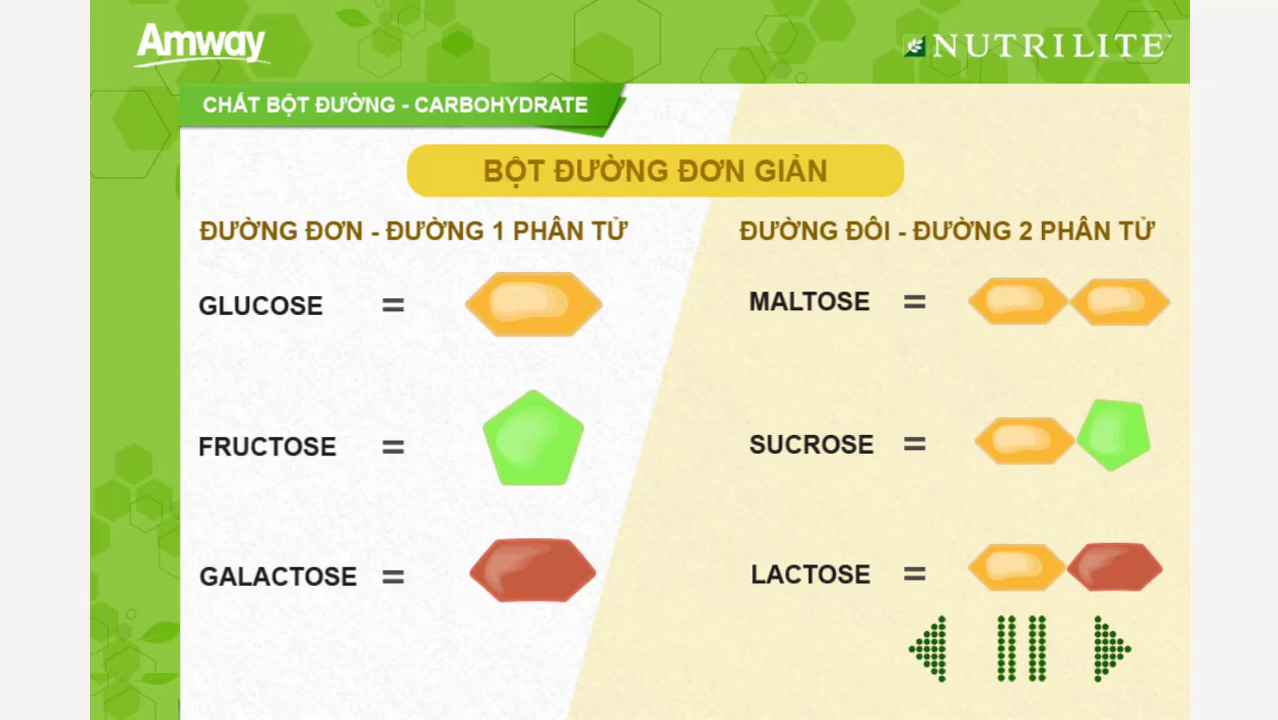 Amway
NUTRILITE™
CHẤT BỘT ĐƯỜNG - CARBOHYDRATE
BỘT ĐƯỜNG ĐƠN GIẢN
ĐƯỜNG ĐƠN - ĐƯỜNG 1 PHÂN TỬ
GLUCOSE =
FRUCTOSE =
GALACTOSE =
ĐƯỜNG ĐÔI - ĐƯỜNG 2 PHÂN TỬ
MALTOSE =
SUCROSE =
LACTOSE =